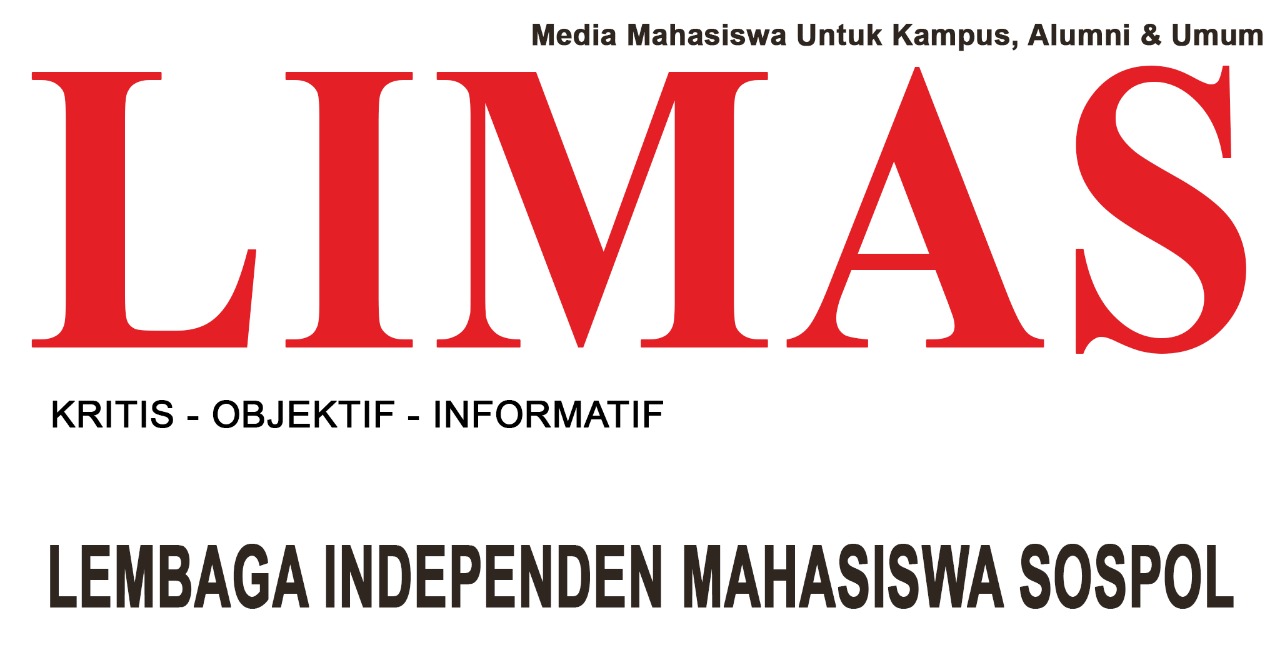 Media Mahasiswa Untuk Kampus, Alumni & Umum
LIMAS
KRITIS - OBJEKTIF - INFORMATIF
LEMBAGA INDEPENDEN MAHASISWA SOSPOL